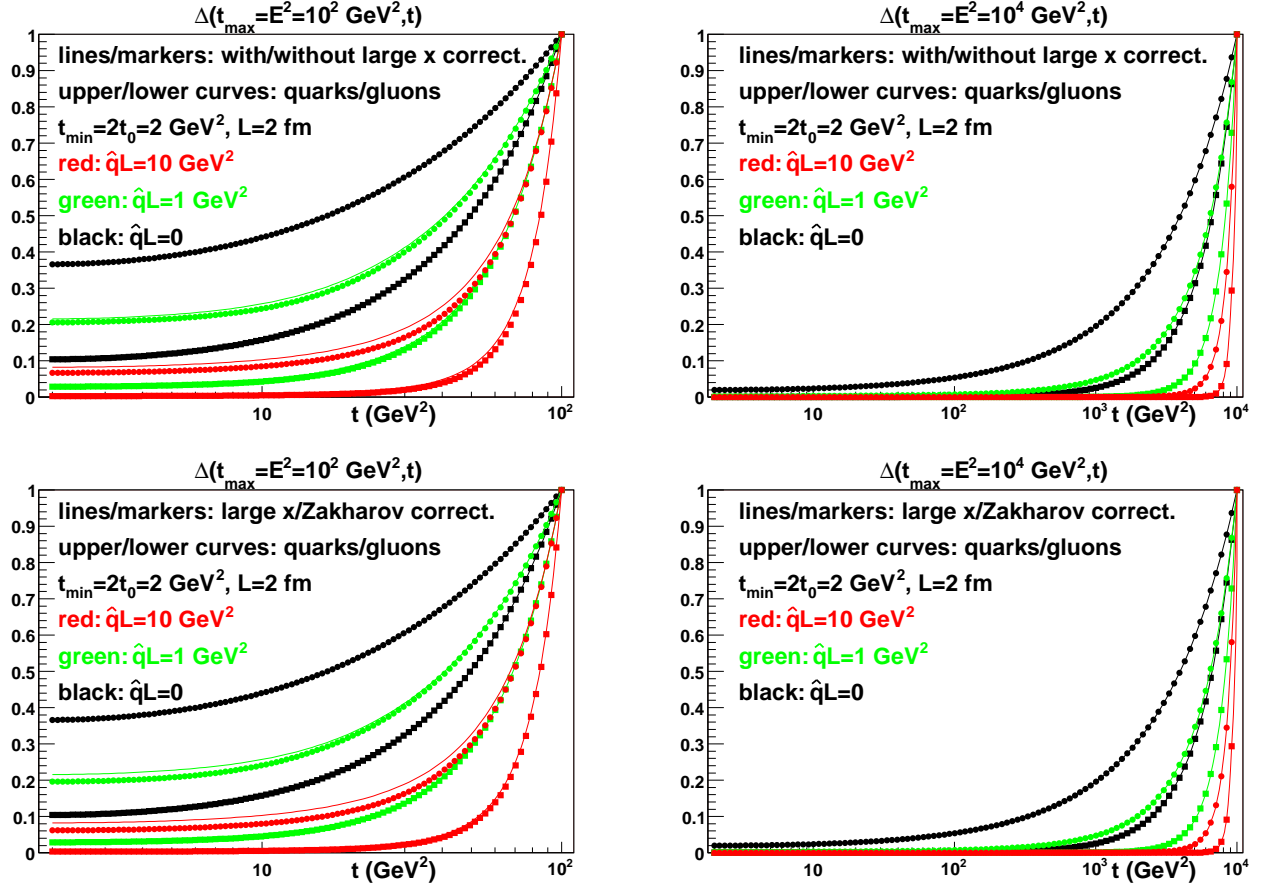 Δ(t_max=E²=10² GeV²,t)
1
0.9
0.8
0.7
0.6
0.5
0.4
0.3
0.2
0.1
0
lines/markers: with/without large x correct.
upper/lower curves: quarks/gluons
t_min=2t_0=2 GeV², L=2 fm
red: q̂L=10 GeV²
green: q̂L=1 GeV²
black: q̂L=0
10
t (GeV²)
10²
Δ(t_max=E²=10⁴ GeV²,t)
1
0.9
0.8
0.7
0.6
0.5
0.4
0.3
0.2
0.1
0
lines/markers: with/without large x correct.
upper/lower curves: quarks/gluons
t_min=2t_0=2 GeV², L=2 fm
red: q̂L=10 GeV²
green: q̂L=1 GeV²
black: q̂L=0
10
10²
10³
t (GeV²)
10⁴
Δ(t_max=E²=10² GeV²,t)
1
0.9
0.8
0.7
0.6
0.5
0.4
0.3
0.2
0.1
0
lines/markers: large x/Zakharov correct.
upper/lower curves: quarks/gluons
t_min=2t_0=2 GeV², L=2 fm
red: q̂L=10 GeV²
green: q̂L=1 GeV²
black: q̂L=0
10
t (GeV²)
10²
Δ(t_max=E²=10⁴ GeV²,t)
1
0.9
0.8
0.7
0.6
0.5
0.4
0.3
0.2
0.1
0
lines/markers: large x/Zakharov correct.
upper/lower curves: quarks/gluons
t_min=2t_0=2 GeV², L=2 fm
red: q̂L=10 GeV²
green: q̂L=1 GeV²
black: q̂L=0
10
10²
10³
t (GeV²)
10⁴